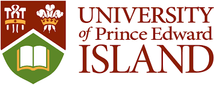 UNIVERSITY
of Prince Edward
ISLAND